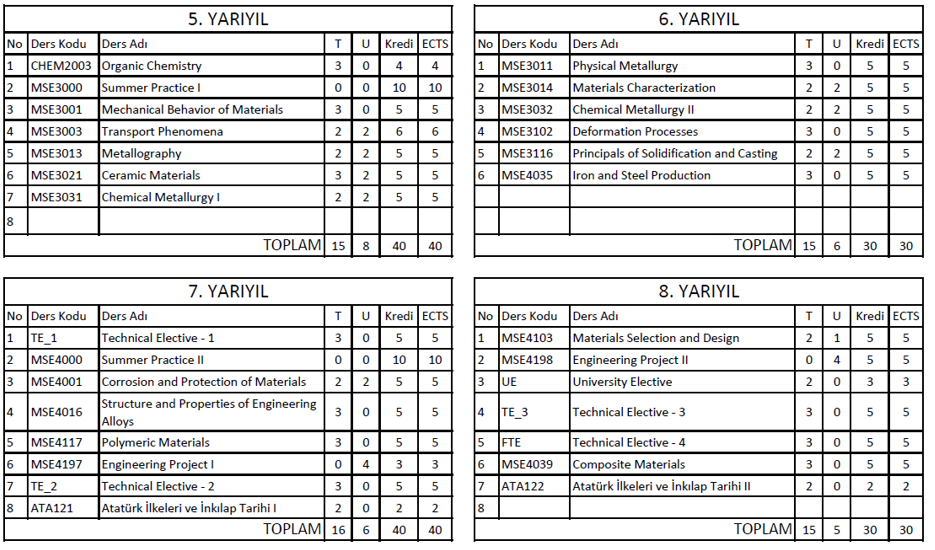 5. YARIYIL
No Ders Kodu Ders Adı T U Kredi ECTS
1 CHEM2003 Organic Chemistry 3 0 4 4
2 MSE3000 Summer Practice I 0 0 10 10
3 MSE3001 Mechanical Behavior of Materials 3 0 5 5
4 MSE3003 Transport Phenomena 2 2 6 6
5 MSE3013 Metallography 2 2 5 5
6 MSE3021 Ceramic Materials 3 2 5 5
7 MSE3031 Chemical Metallurgy I 2 2 5 5
8
TOPLAM 15 8 40 40
6. YARIYIL
No Ders Kodu Ders Adı T U Kredi ECTS
1 MSE3011 Physical Metallurgy 3 0 5 5
2 MSE3014 Materials Characterization 2 2 5 5
3 MSE3032 Chemical Metallurgy II 2 2 5 5
4 MSE3102 Deformation Processes 3 0 5 5
5 MSE3116 Principals of Solidification and Casting 2 2 5 5
6 MSE4035 Iron and Steel Production 3 0 5 5
TOPLAM 15 6 30 30
7. YARIYIL
No Ders Kodu Ders Adı T U Kredi ECTS
1 TE_1 Technical Elective - 1 3 0 5 5
2 MSE4000 Summer Practice II 0 0 10 10
3 MSE4001 Corrosion and Protection of Materials 2 2 5 5
4 MSE4016 Structure and Properties of Engineering
Alloys 3 0 5 5
5 MSE4117 Polymeric Materials 3 0 5 5
6 MSE4197 Engineering Project I 0 4 3 3
7 TE_2 Technical Elective - 2 3 0 5 5
8 ATA121 Atatürk İlkeleri ve İnkılap Tarihi I 2 0 2 2
TOPLAM 16 6 40 40
8. YARIYIL
No Ders Kodu Ders Adı T U Kredi ECTS
1 MSE4103 Materials Selection and Design 2 1 5 5
2 MSE4198 Engineering Project II 0 4 5 5
3 UE University Elective 2 0 3 3
4 TE_3 Technical Elective - 3 3 0 5 5
5 FTE Technical Elective - 4 3 0 5 5
6 MSE4039 Composite Materials 3 0 5 5
7 ATA122 Atatürk İlkeleri ve İnkılap Tarihi II 2 0 2 2
8
TOPLAM 15 5 30 30